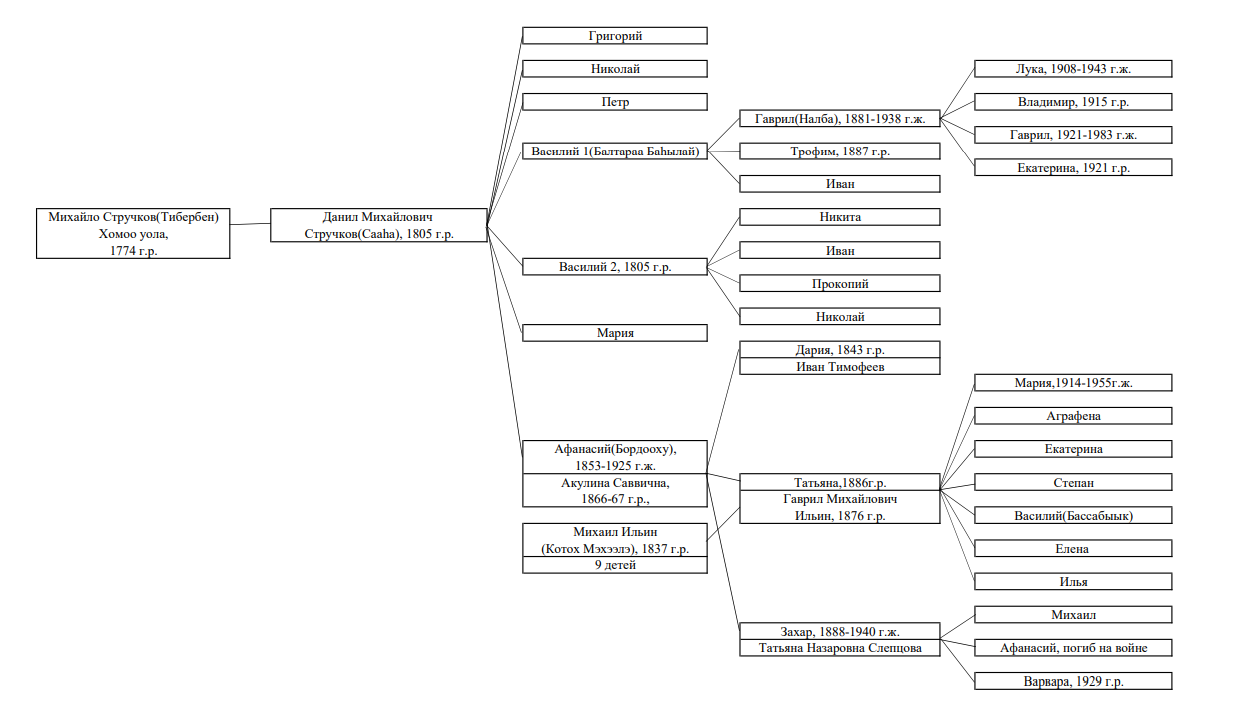 Михайло Стручков(Тибербен)
Хомоо уола,
1774 г.р.
Данил Михайлович
Стручков(Сааһа), 1805 г.р.
Григорий
Николай
Петр
Василий 1(Балтараа Баһылай)
Василий 2, 1805 г.р.
Мария
Афанасий(Бордооху),
1853-1925 г.ж.
Акулина Саввична,
1866-67 г.р.,
Михаил Ильин
(Котох Мэхээлэ), 1837 г.р.
9 детей
Гаврил(Налба), 1881-1938 г.ж.
Трофим, 1887 г.р.
Иван
Никита
Иван
Прокопий
Николай
Дария, 1843 г.р.
Иван Тимофеев
Татьяна,1886г.р.
Гаврил Михайлович
Ильин, 1876 г.р.
Захар, 1888-1940 г.ж.
Татьяна Назаровна Слепцова
Лука, 1908-1943 г.ж.
Владимир, 1915 г.р.
Гаврил, 1921-1983 г.ж.
Екатерина, 1921 г.р.
Мария,1914-1955г.ж.
Аграфена
Екатерина
Степан
Василий(Бассабыык)
Елена
Илья
Михаил
Афанасий, погиб на войне
Варвара, 1929 г.р.